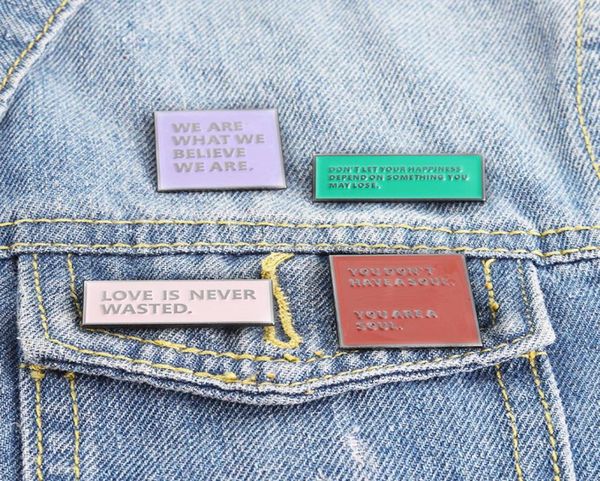 WE ARE
WHAT WE
BELIEVE
WE ARE.
DON'T LET YOUR HAPPINESS
DEPEND ON SOMETHING YOU
MAY LOSE.
LOVE IS NEVER
WASTED.
YOU DON'T
HAVE A SOUL.
YOU ARE A
SOUL.